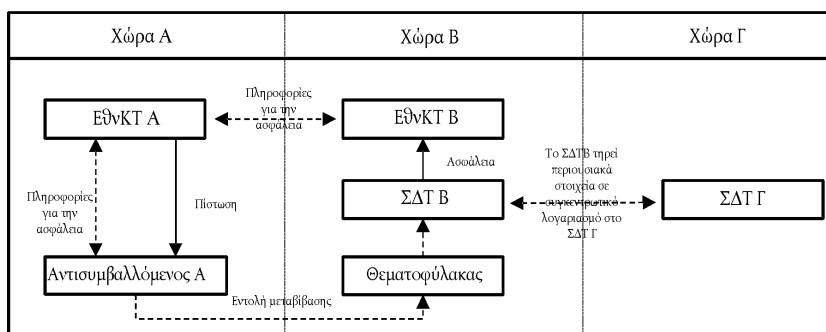 Χώρα Α
Χώρα Β
Χώρα Γ
ΕθνΚΤ Α
Πληροφορίες
για την
ασφάλεια
ΕθνΚΤ Β
Πληροφορίες
για την
ασφάλεια
Πίστωση
Ασφάλεια
ΣΔΤ Β
Το ΣΔΤΒ τηρεί
περιουσιακά
στοιχεία σε
συγκεντρωτικό
λογαριασμό στο
ΣΔΤ Γ
ΣΔΤ Γ
Αντισυμβαλλόμενος Α
Θεματοφύλακας
Εντολή μεταβίβασης